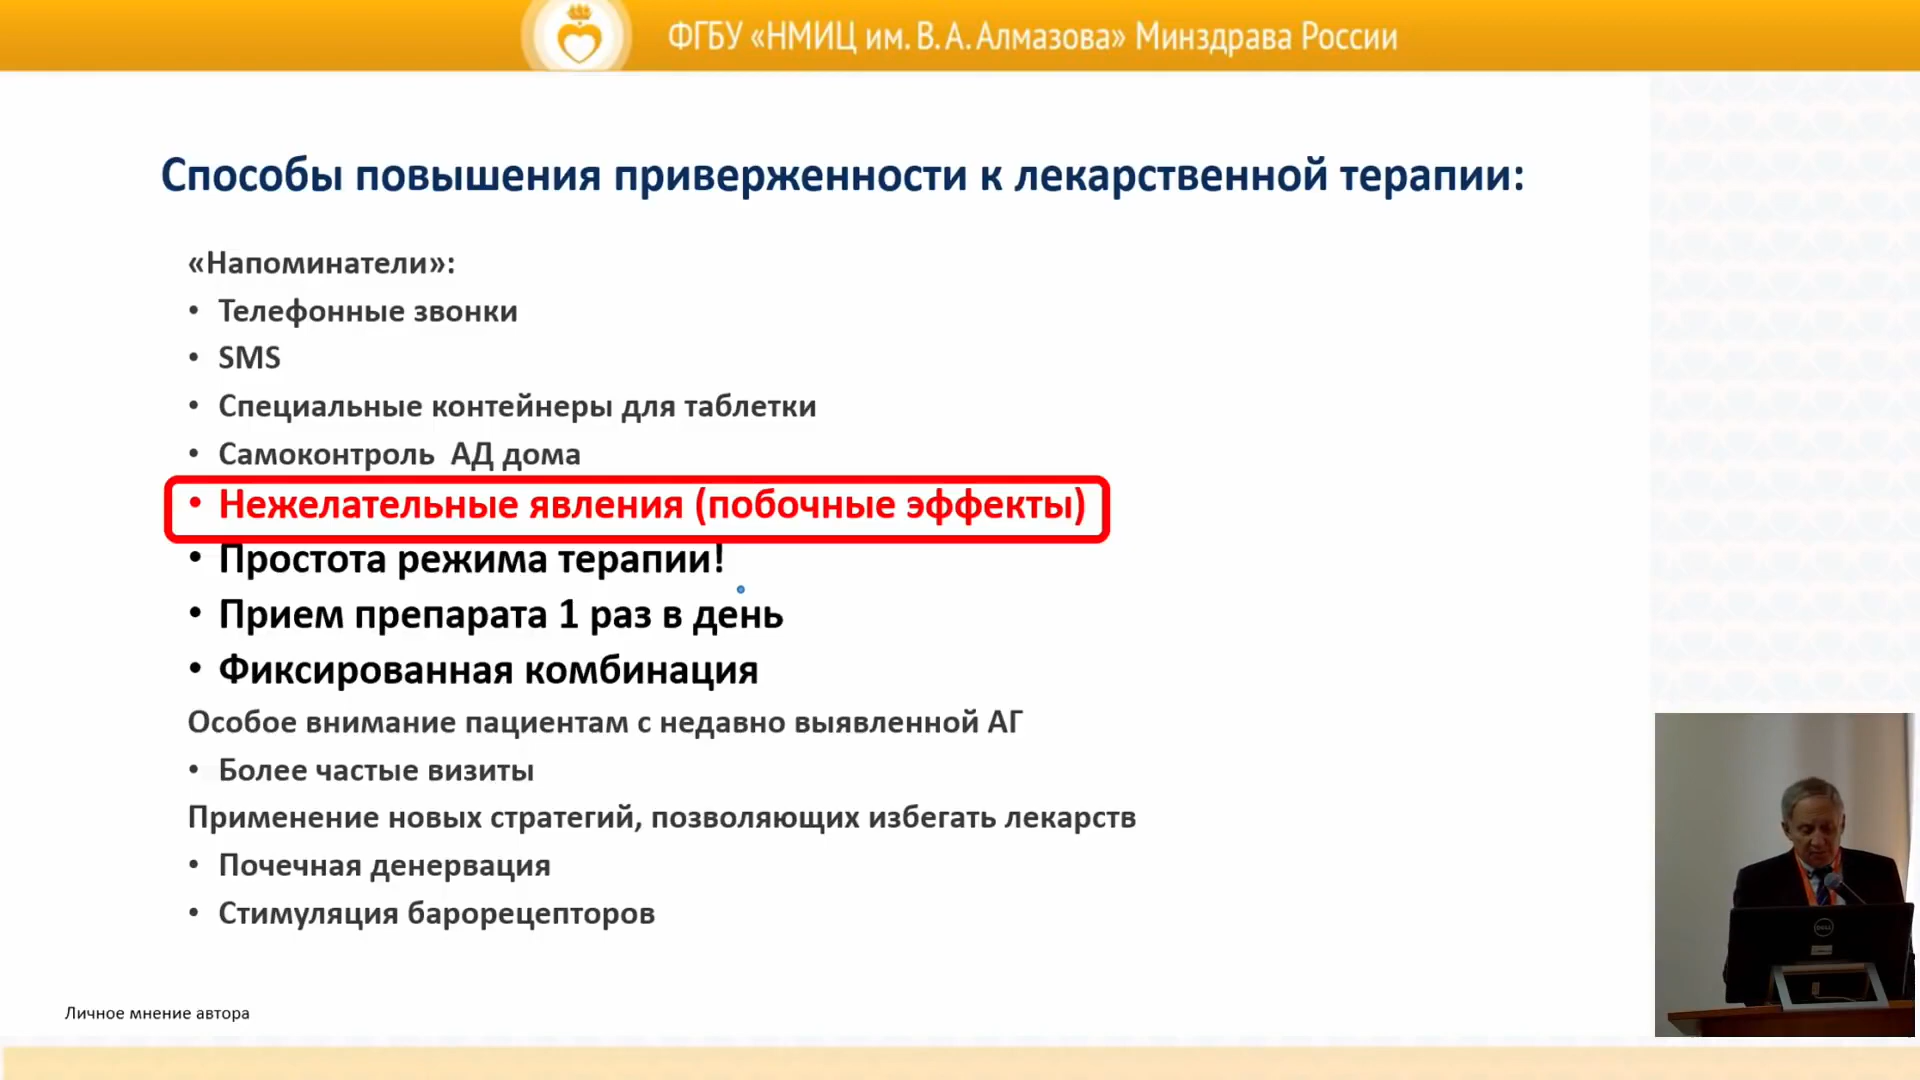 ФГБУ «НМИЦ им. В. А. Алмазова» Минздрава России
Способы повышения приверженности к лекарственной терапии:
«Напоминатели»:
• Телефонные звонки
• SMS
• Специальные контейнеры для таблетки
• Самоконтроль АД дома
• Нежелательные явления (побочные эффекты)
• Простота режима терапии!
• Прием препарата 1 раз в день
• Фиксированная комбинация
Особое внимание пациентам с недавно выявленной АГ
• Более частые визиты
Применение новых стратегий, позволяющих избегать лекарств
• Почечная денервация
• Стимуляция барорецепторов
Личное мнение автора
DELL